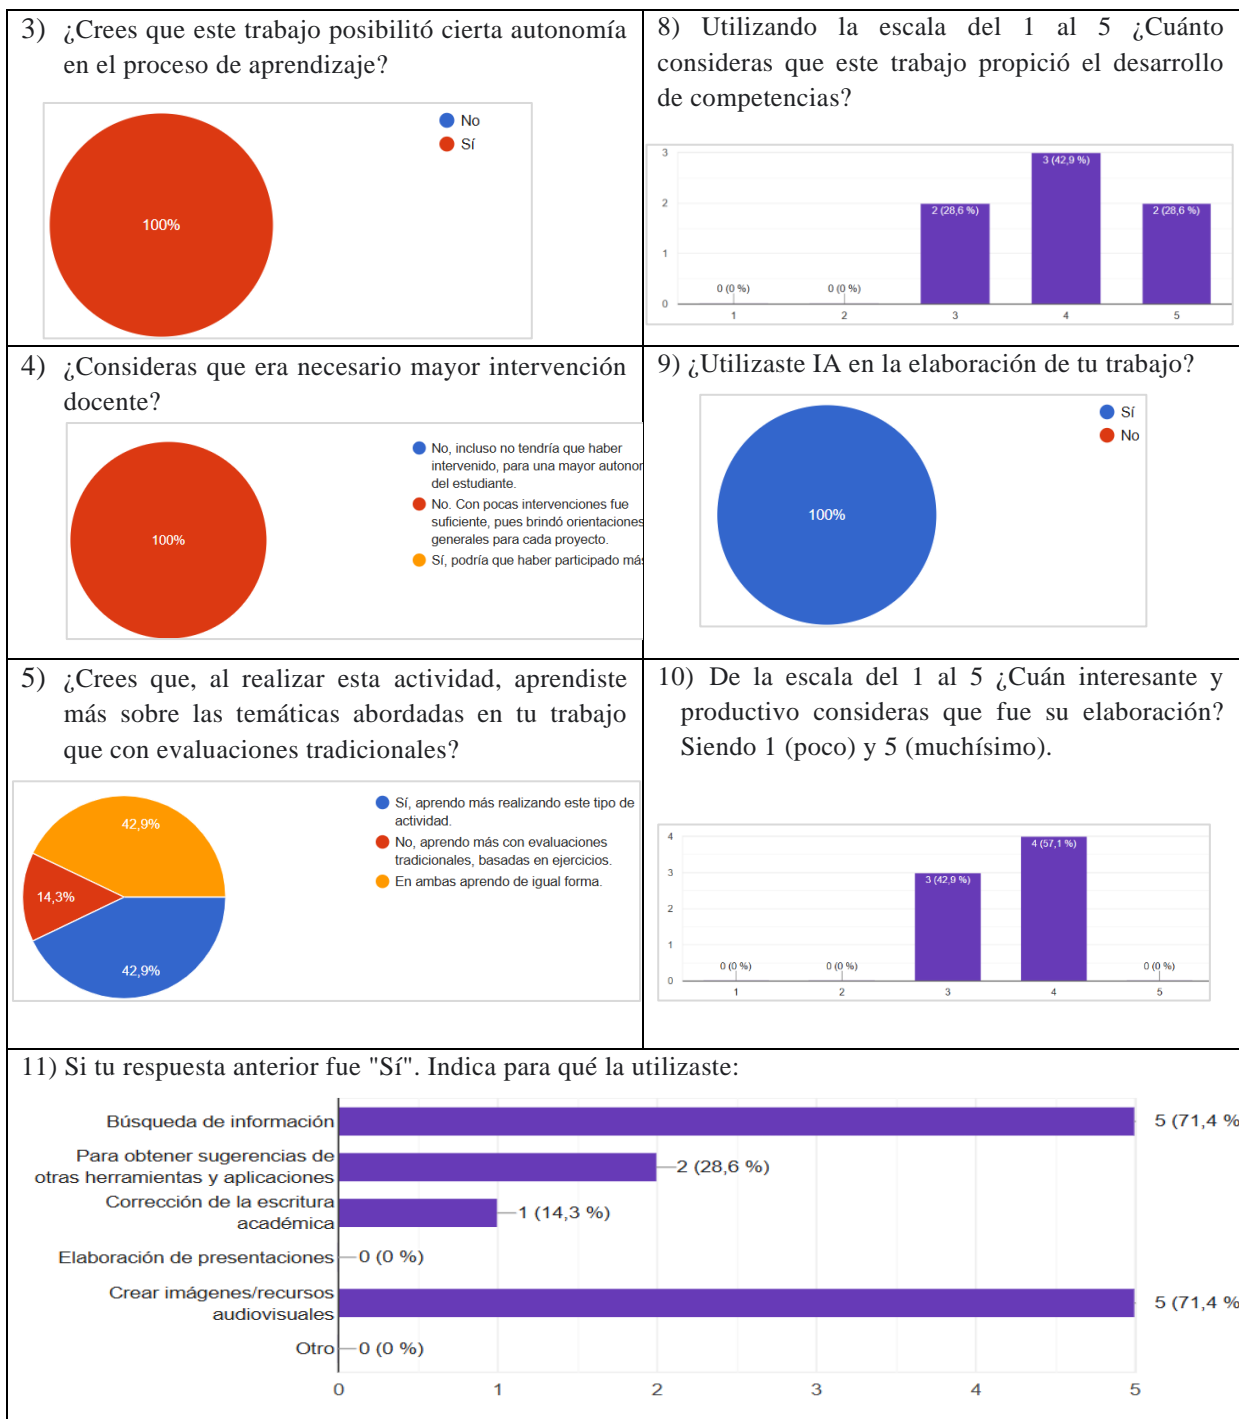 3) ¿Crees que este trabajo posibilitó cierta autonomía
en el proceso de aprendizaje?
No
Sí
100%
8) Utilizando la escala del 1 al 5 ¿Cuánto
consideras que este trabajo propició el desarrollo
de competencias?
3
2
1
0
0 (0 %)
0 (0 %)
2 (28,6 %)
3 (42,9 %)
2 (28,6 %)
1
2
3
4
5
4) ¿Consideras que era necesario mayor intervención
docente?
No, incluso no tendría que haber
intervenido, para una mayor autonor
del estudiante.
No. Con pocas intervenciones fue
suficiente, pues brindó orientaciones
generales para cada proyecto.
Sí, podría que haber participado más
100%
9) ¿Utilizaste IA en la elaboración de tu trabajo?
Sí
No
100%
5) ¿Crees que, al realizar esta actividad, aprendiste
más sobre las temáticas abordadas en tu trabajo
que con evaluaciones tradicionales?
Sí, aprendo más realizando este tipo de
actividad.
No, aprendo más con evaluaciones
tradicionales, basadas en ejercicios.
En ambas aprendo de igual forma.
42,9%
14,3%
42,9%
10) De la escala del 1 al 5 ¿Cuán interesante y
productivo consideras que fue su elaboración?
Siendo 1 (poco) y 5 (muchísimo).
4
3
2
1
0
0 (0 %)
0 (0 %)
3 (42,9 %)
4 (57,1 %)
0 (0 %)
1
2
3
4
5
11) Si tu respuesta anterior fue "Sí". Indica para qué la utilizaste:
Búsqueda de información
5 (71,4 %
Para obtener sugerencias de
otras herramientas y aplicaciones
2 (28,6 %)
Corrección de la escritura
académica
1 (14,3 %)
Elaboración de presentaciones
0 (0 %)
Crear imágenes/recursos
audiovisuales
5 (71,4 %
Otro
0 (0 %)
0
1
2
3
4
5